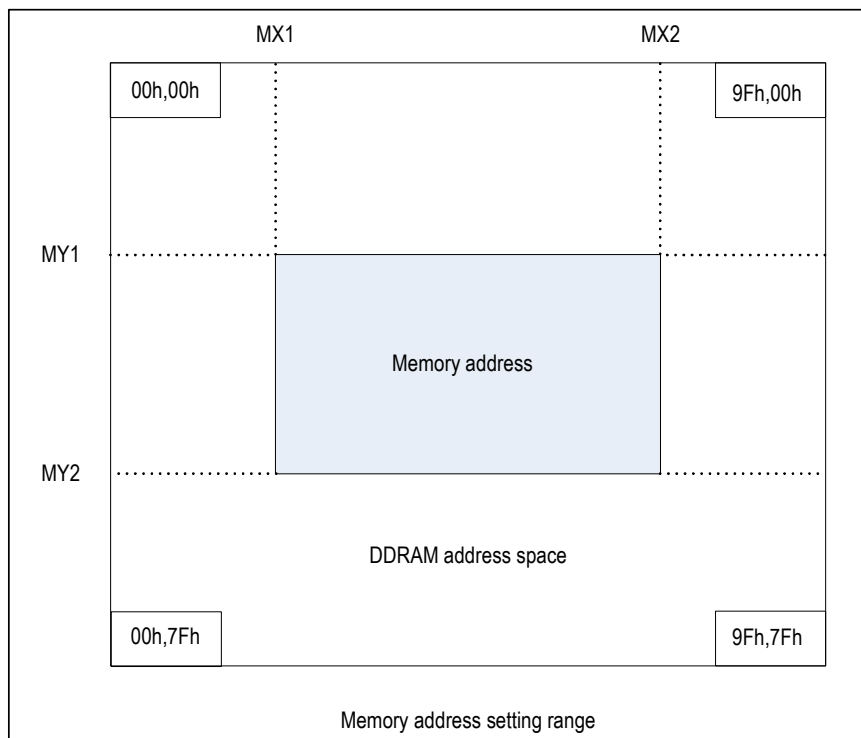 MX1 MX2
00h,00h 9Fh,00h
MY1
Memory address
MY2
DDRAM address space
00h,7Fh 9Fh,7Fh
Memory address setting range